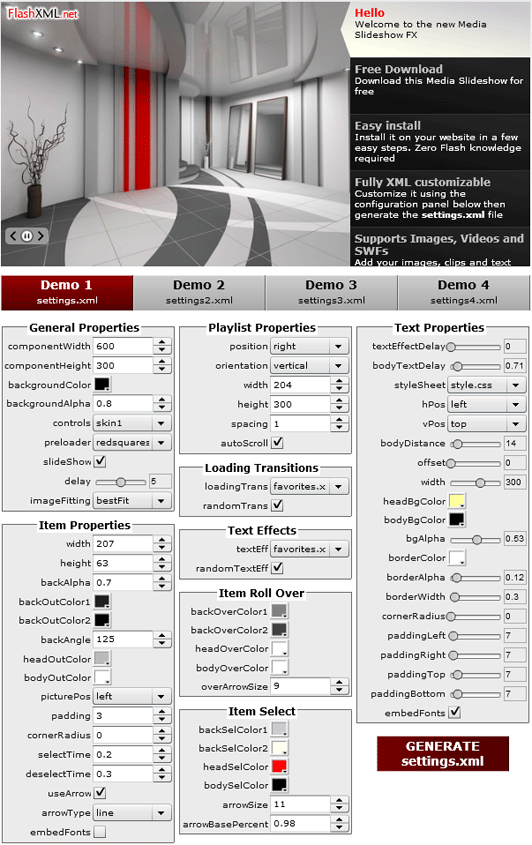 FlashXML.net
Hello
Welcome to the new Media
Slideshow FX
Free Download
Download this Media Slideshow for
free
Easy install
Install it on your website in a few
easy steps. Zero Flash knowledge
required
Fully XML customizable
Customize it using the
configuration panel below then
generate the settings.xml file
Supports Images, Videos and
SWFs
Add your images, clips and text
Demo 1
settings.xml
Demo 2
settings2.xml
Demo 3
settings3.xml
Demo 4
settings4.xml
General Properties
componentWidth 600
componentHeight 300
backgroundColor
backgroundAlpha 0.8
controls skin1
preloader redsquares
slideShow
delay 5
imageFitting bestFit
Item Properties
width 207
height 63
backAlpha 0.7
backOutColor1
backOutColor2
backAngle 125
headOutColor
bodyOutColor
picturePos left
padding 3
cornerRadius 0
selectTime 0.2
deselectTime 0.3
useArrow
arrowType line
embedFonts
Playlist Properties
position right
orientation vertical
width 204
height 300
spacing 1
autoScroll
Loading Transitions
loadingTrans favorites.x
randomTrans
Text Effects
textEff favorites.x
randomTextEff
Item Roll Over
backOverColor1
backOverColor2
headOverColor
bodyOverColor
overArrowSize 9
Item Select
backSelColor1
backSelColor2
headSelColor
bodySelColor
arrowSize 11
arrowBasePercent 0.98
Text Properties
textEffectDelay 0
bodyTextDelay 0.71
styleSheet style.css
hPos left
vPos top
bodyDistance 14
offset 0
width 300
headBgColor
bodyBgColor
bgAlpha 0.53
borderColor
borderAlpha 0.12
borderWidth 0.3
cornerRadius 0
paddingLeft 7
paddingRight 7
paddingTop 7
paddingBottom 7
embedFonts
GENERATE
settings.xml